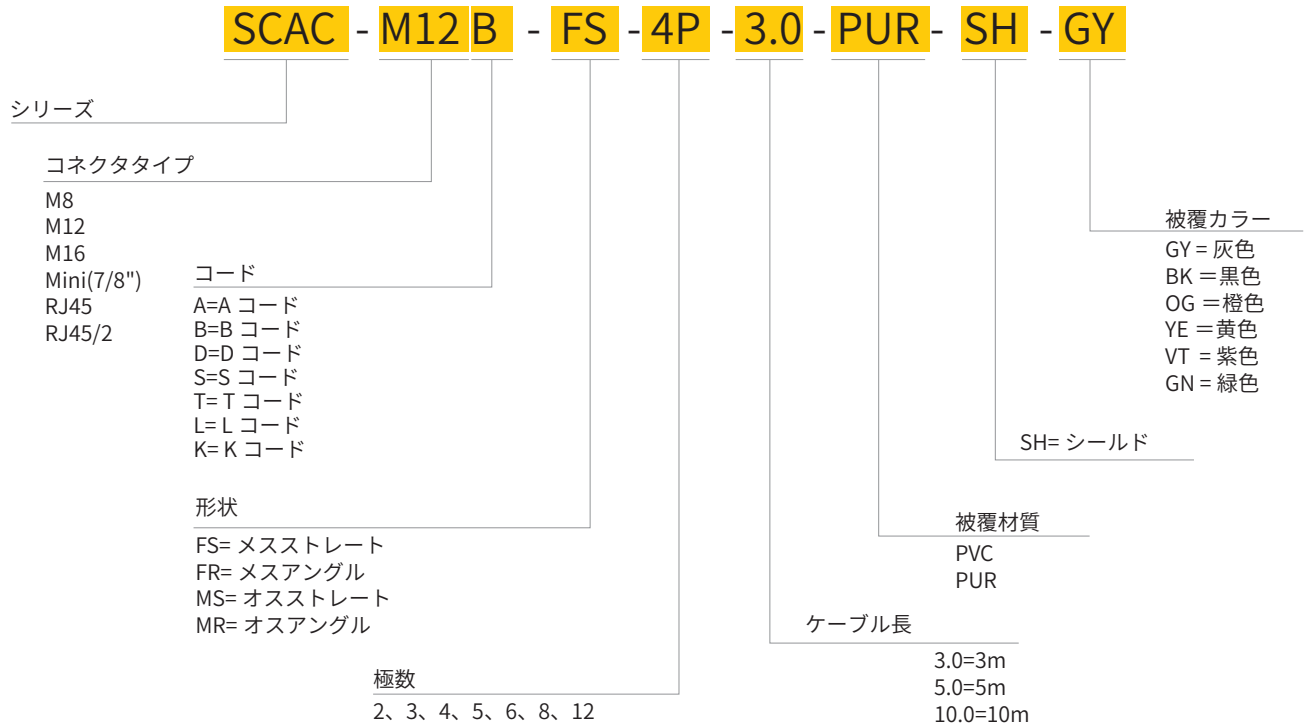 SCAC - M12 B - FS - 4P - 3.0 - PUR - SH - GY
シリーズ
コネクタタイプ
M8
M12
M16
Mini(7/8")
RJ45
RJ45/2
コード
A=A コード
B=B コード
D=D コード
S=S コード
T= T コード
L= L コード
K= K コード
形状
FS= メスストレート
FR= メスアングル
MS= オスストレート
MR= オスアングル
極数
2、3、4、5、6、8、12
ケーブル長
3.0=3m
5.0=5m
10.0=10m
被覆材質
PVC
PUR
SH= シールド
被覆カラー
GY = 灰色
BK ＝黒色
OG ＝橙色
YE ＝黄色
VT = 紫色
GN = 緑色